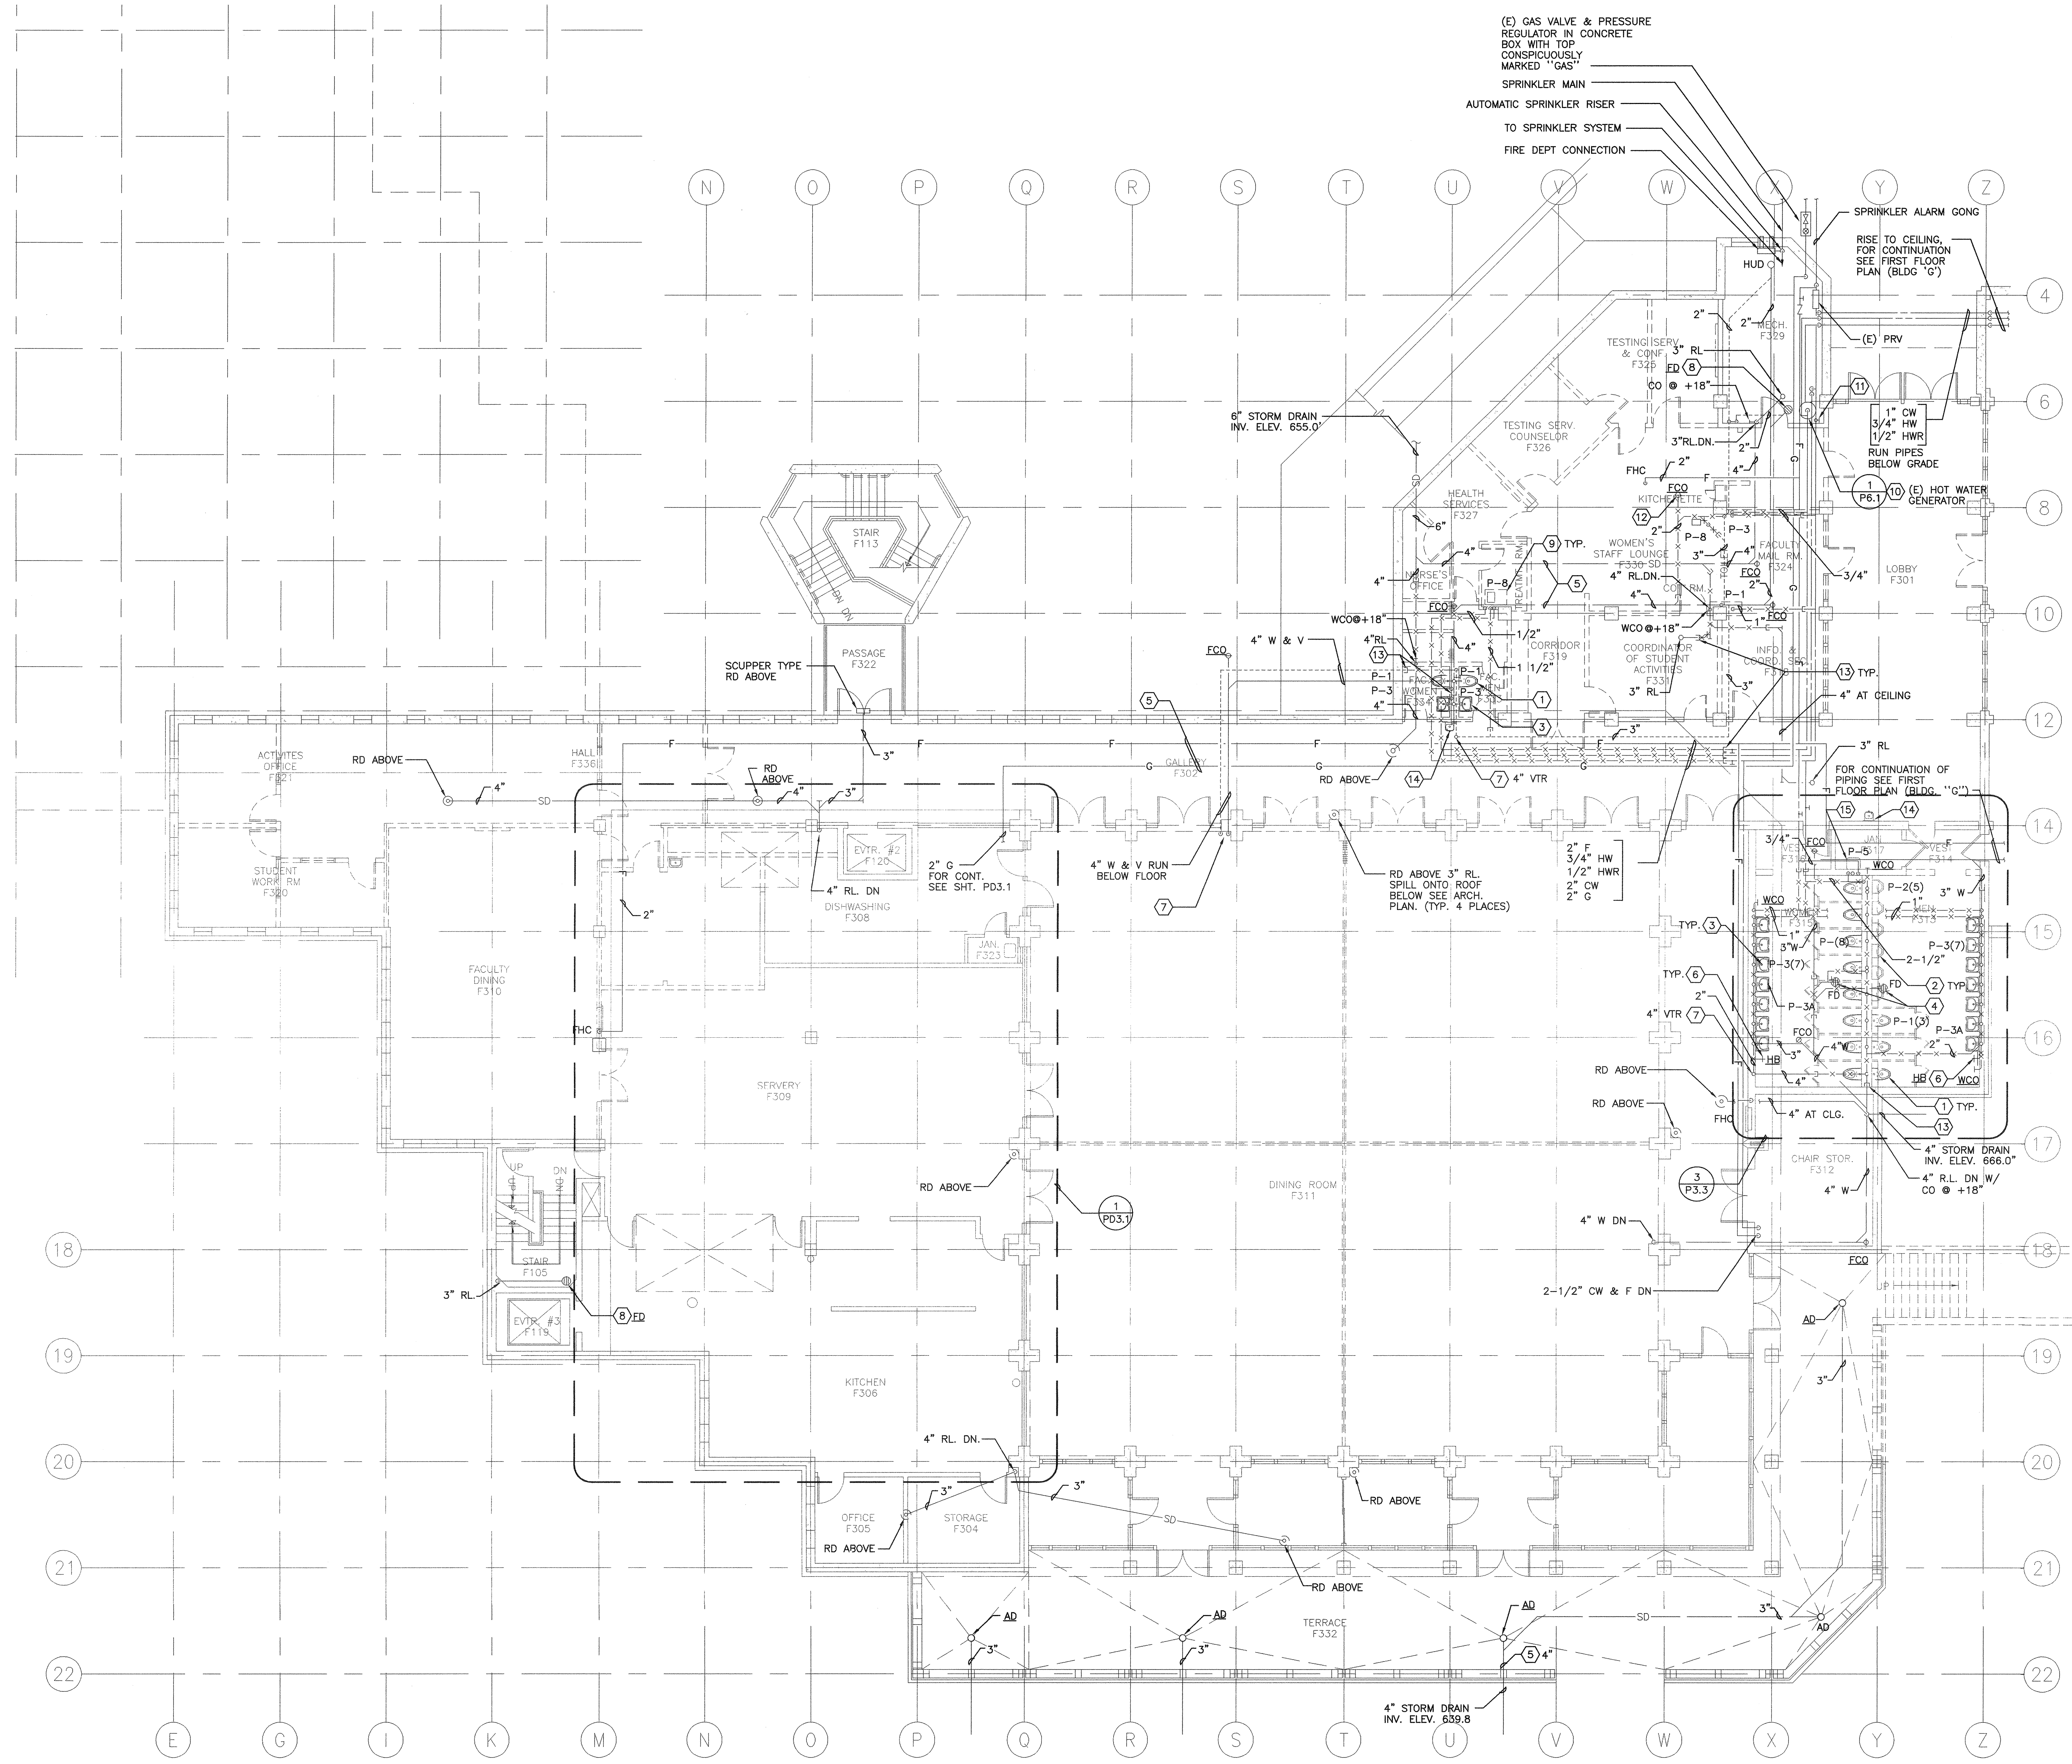 (E) GAS VALVE & PRESSURE
REGULATOR IN CONCRETE
BOX WITH TOP
CONSPICUOUSLY
MARKED "GAS"
SPRINKLER MAIN
AUTOMATIC SPRINKLER RISER
TO SPRINKLER SYSTEM
FIRE DEPT CONNECTION
N
O
P
Q
R
S
T
U
V
W
X
Y
Z
SPRINKLER ALARM GONG
RISE TO CEILING,
FOR CONTINUATION
SEE FIRST FLOOR
PLAN (BLDG 'G')
HUD
4
2"
2"
MECH.
F329
(E) PRV
TESTING SERV
& CONF.
F325
3" RL
FD
8
CO @ +18"
11
6
6" STORM DRAIN
INV. ELEV. 655.0'
1" CW
3/4" HW
1/2" HWR
RUN PIPES
BELOW GRADE
TESTING SERV.
COUNSELOR
F326
3"RL.DN.
2"
F
G
FHC
2"
4"
F
SD
1
P6.1
10
(E) HOT WATER
GENERATOR
HEALTH
SERVICES
F327
FCO
KITCHENETTE
12
8
6"
2"
P-8
P-3
STAIR
F113
DN
DN
9
TYP.
WOMEN'S
STAFF LOUNGE
F330
SD
3"
4"
FACULTY
MAIL RM.
F324
LOBBY
F301
4"
4"
NURSE'S
OFFICE
P-8
TREATMT. RM.
5
4" RL.DN.
FCO
2"
3/4"
G
4"
P-1
FCO
1"
FCO
10
WCO@+18"
1/2"
WCO @+18"
4" W & V
4"RL
4"
CORRIDOR
F319
COORDINATOR
OF STUDENT
ACTIVITIES
F331
INFO. &
COORD. SEC.
PASSAGE
F322
FCO
13
1 1/2"
SCUPPER TYPE
RD ABOVE
P-1
P-1
P-3
P-3
FAC.
WOMEN
FAC.
MEN
1
13
TYP.
3" RL
3"
4" AT CEILING
5
4"
3
12
3"
F
F
F
F
F
3"
ACTIVITES
OFFICE
F321
HALL
F336
RD ABOVE
RD
ABOVE
GALLERY
F302
G
G
G
RD ABOVE
14
7
4" VTR
3" RL
FOR CONTINUATION OF
PIPING SEE FIRST
FLOOR PLAN (BLDG. "G")
4"
SD
4"
3"
15
14
14
EVTR. #2
F120
2" G
FOR CONT.
SEE SHT. PD3.1
4" W & V RUN
BELOW FLOOR
RD ABOVE 3" RL.
SPILL ONTO ROOF
BELOW SEE ARCH.
PLAN. (TYP. 4 PLACES)
2" F
3/4" HW
1/2" HWR
2" CW
2" G
3/4"
FCO
JAN
F317
P-5
F
WCO
STUDENT
WORK RM
F320
F
4" RL. DN
DISHWASHING
F308
7
2"
P-2(5)
3" W
WCO
1"
TYP.
3
WOMEN
F315
1"
15
JAN.
F323
3"W
P-(8)
P-3(7)
P-3(7)
2-1/2"
FACULTY
DINING
F310
TYP.
6
2
TYP
FD
FD
4
2"
P-3A
4" VTR
7
FCO
P-1(3)
P-3A
16
FHC
3"
4"W
2"
HB
F
HB
6
WCO
4"
RD ABOVE
1
TYP.
SERVERY
F309
RD ABOVE
FHC
4" AT CLG.
13
17
4" STORM DRAIN
INV. ELEV. 666.0"
CHAIR STOR.
F312
3
P3.3
4" R.L. DN W/
CO @ +18"
4" W
UP
UP
DN
DN
RD ABOVE
DINING ROOM
F311
1
PD3.1
4" W DN
18
STAIR
F105
18
FCO
UP
3" RL.
2-1/2" CW & F DN
8
FD
EVTR. #3
F119
AD
19
19
3"
KITCHEN
F306
4" RL. DN.
20
20
3"
3"
RD ABOVE
OFFICE
F305
STORAGE
F304
SD
RD ABOVE
21
RD ABOVE
21
AD
AD
AD
TERRACE
F332
SD
3"
AD
3"
3"
5
4"
22
22
4" STORM DRAIN
INV. ELEV. 639.8
E
G
I
K
M
N
O
P
Q
R
S
T
U
V
W
X
Y
Z